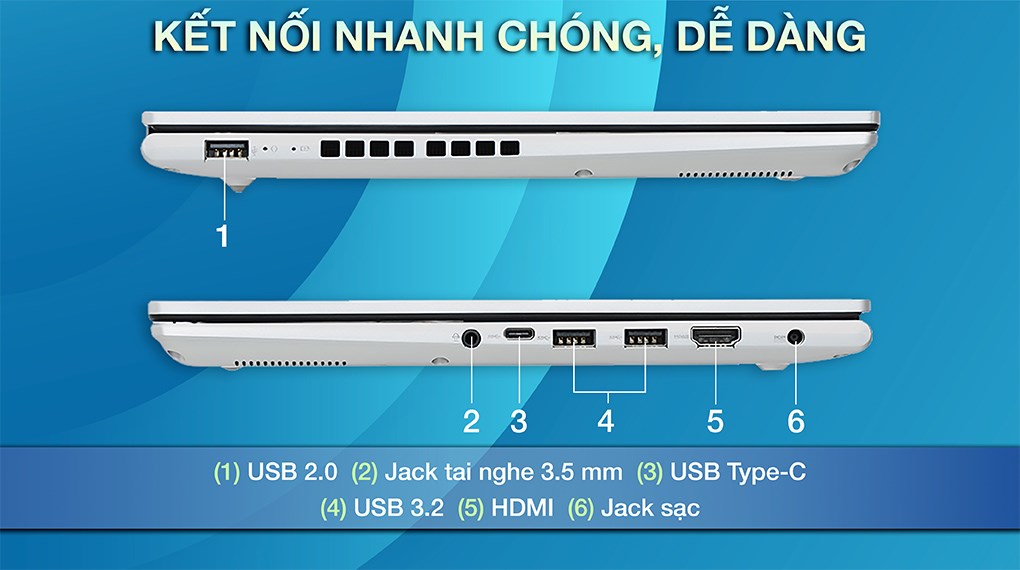 KẾT NỐI NHANH CHÓNG, DỄ DÀNG
1
2 3 4 5 6
(1) USB 2.0 (2) Jack tai nghe 3.5 mm (3) USB Type-C
(4) USB 3.2 (5) HDMI (6) Jack sạc